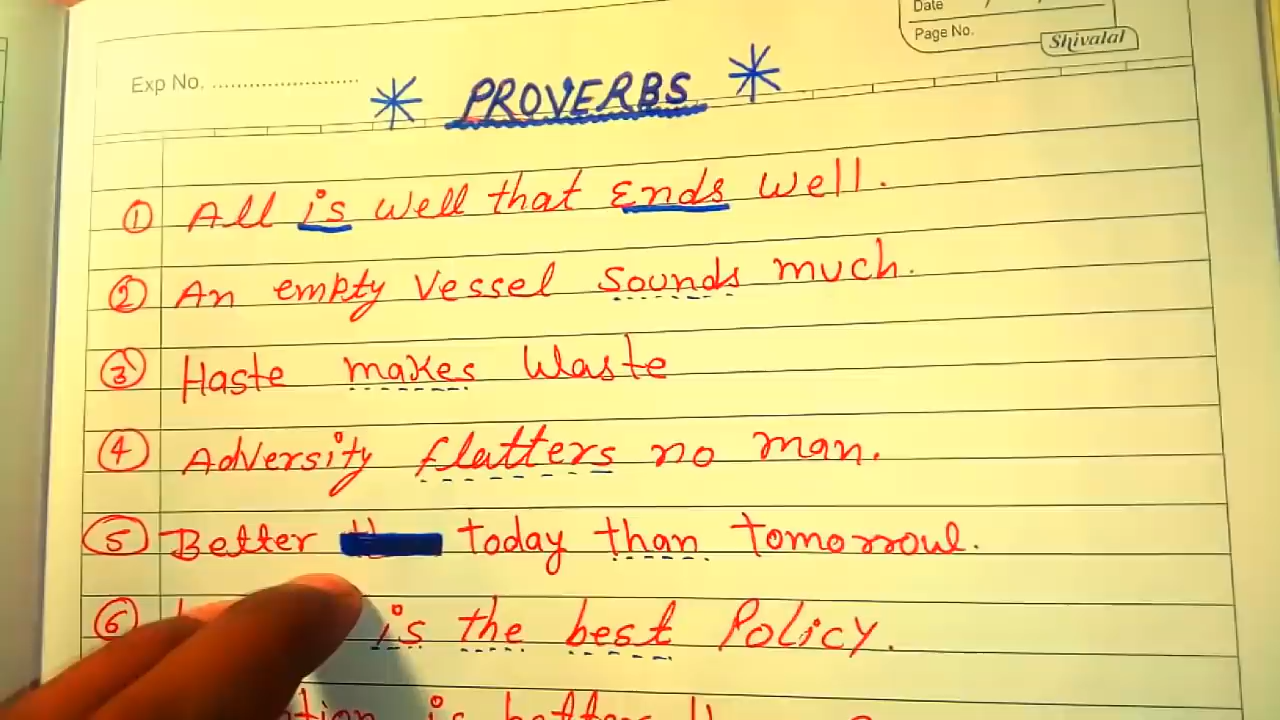 Date
Page No.
Shivalal
Exp No. ........................
* PROVERBS *
① All is well that Ends well.
② An empty vessel sounds much.
③ Haste makes waste
④ Adversity flatters no man.
⑤ Better today than tomorrow.
⑥ is the best Policy.
is better